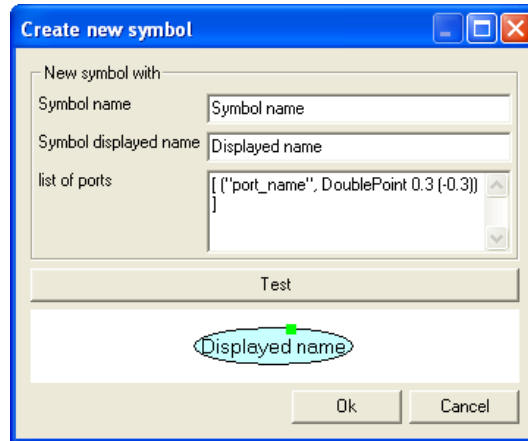 Create new symbol
New symbol with
Symbol name Symbol name
Symbol displayed name Displayed name
list of ports [ ("port_name", DoublePoint 0.3 (-0.3))
]
Test
Displayed name
Ok Cancel